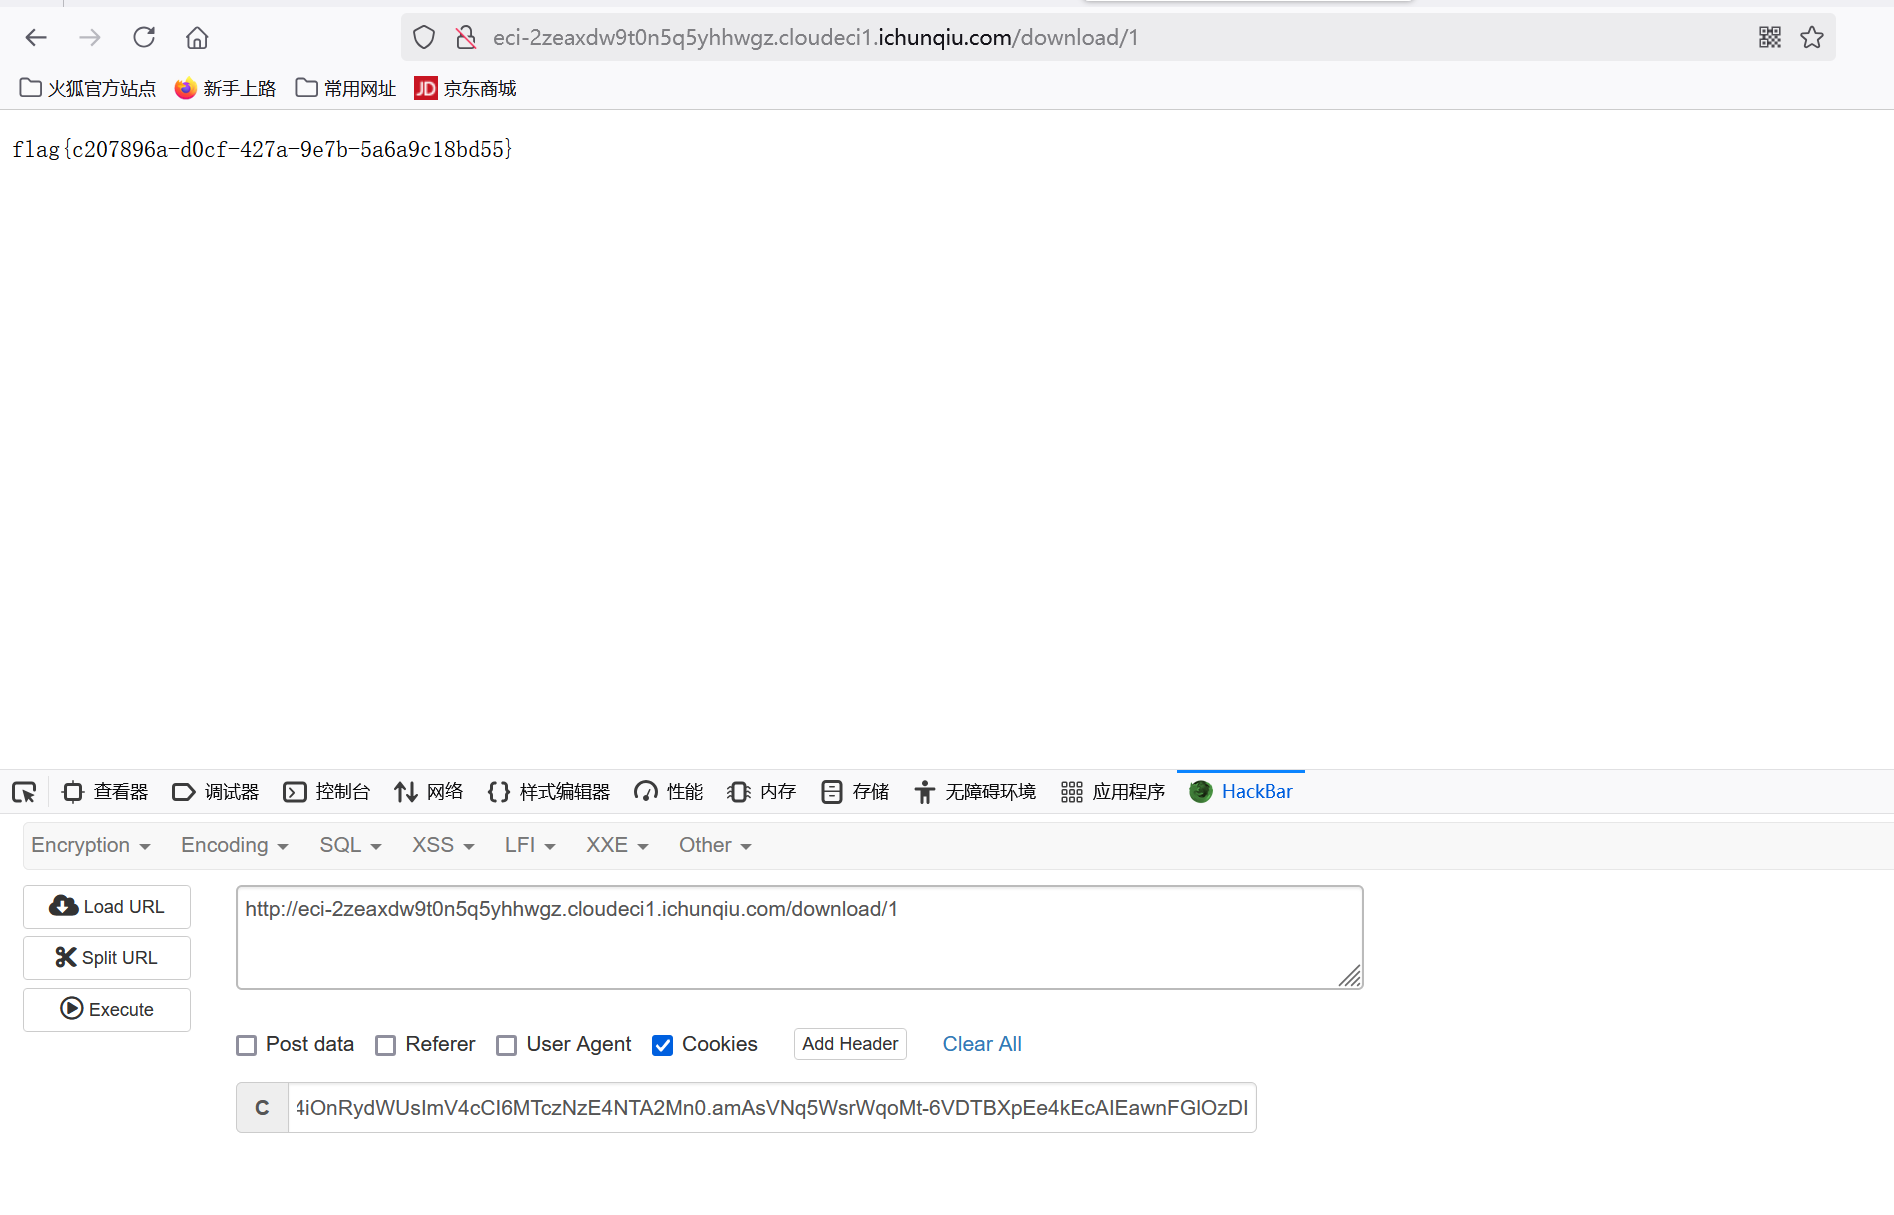 eci-2zeaxdw9t0n5q5yhhwgz.cloudeci1.ichunqiu.com/download/1
火狐官方站点 新手上路 常用网址 JD 京东商城
flag{c207896a-d0cf-427a-9e7b-5a6a9c18bd55}
查看器 调试器 控制台 网络 样式编辑器 性能 内存 存储 无障碍环境 应用程序 HackBar
Encryption Encoding SQL XSS LFI XXE Other
Load URL
http://eci-2zeaxdw9t0n5q5yhhwgz.cloudeci1.ichunqiu.com/download/1
Split URL
Execute
Post data Referer User Agent Cookies Add Header Clear All
C 4iOnRydWUsImV4cCI6MTczNzE4NTA2Mn0.amAsVNq5WsrWqoMt-6VDTBXpEe4kEcAIEawnFGlOzDI